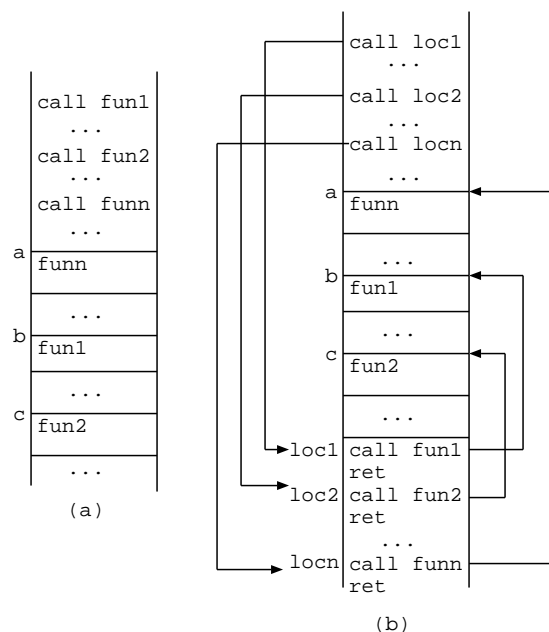 call fun1
...
call fun2
...
call funn
...
a
funn
...
b
fun1
...
c
fun2
...
(a)
call loc1
...
call loc2
...
call locn
...
a
funn
...
b
fun1
...
c
fun2
...
loc1 call fun1
ret
loc2 call fun2
ret
...
locn call funn
ret
(b)